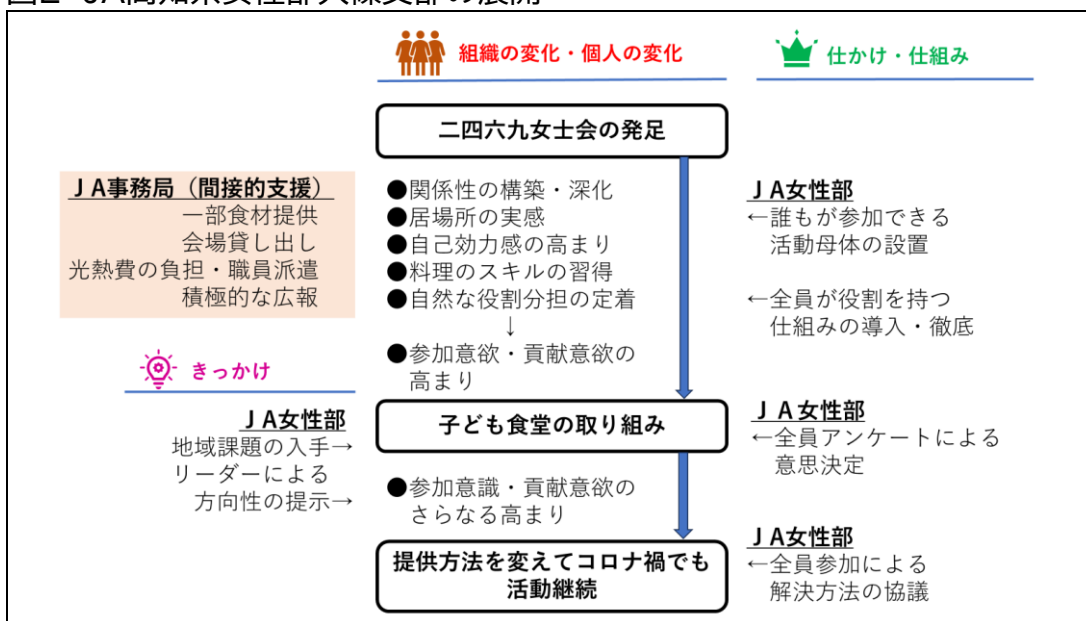 組織の変化・個人の変化
仕かけ・仕組み
二四六九女士会の発足
ＪＡ事務局（間接的支援）
一部食材提供
会場貸し出し
光熱費の負担・職員派遣
積極的な広報
●関係性の構築・深化
●居場所の実感
●自己効力感の高まり
●料理のスキルの習得
●自然な役割分担の定着
↓
●参加意欲・貢献意欲の
高まり
ＪＡ女性部
←誰もが参加できる
活動母体の設置
←全員が役割を持つ
仕組みの導入・徹底
きっかけ
ＪＡ女性部
地域課題の入手→
リーダーによる
方向性の提示→
子ども食堂の取り組み
ＪＡ女性部
←全員アンケートによる
意思決定
●参加意識・貢献意欲の
さらなる高まり
提供方法を変えてコロナ禍でも
活動継続
ＪＡ女性部
←全員参加による
解決方法の協議